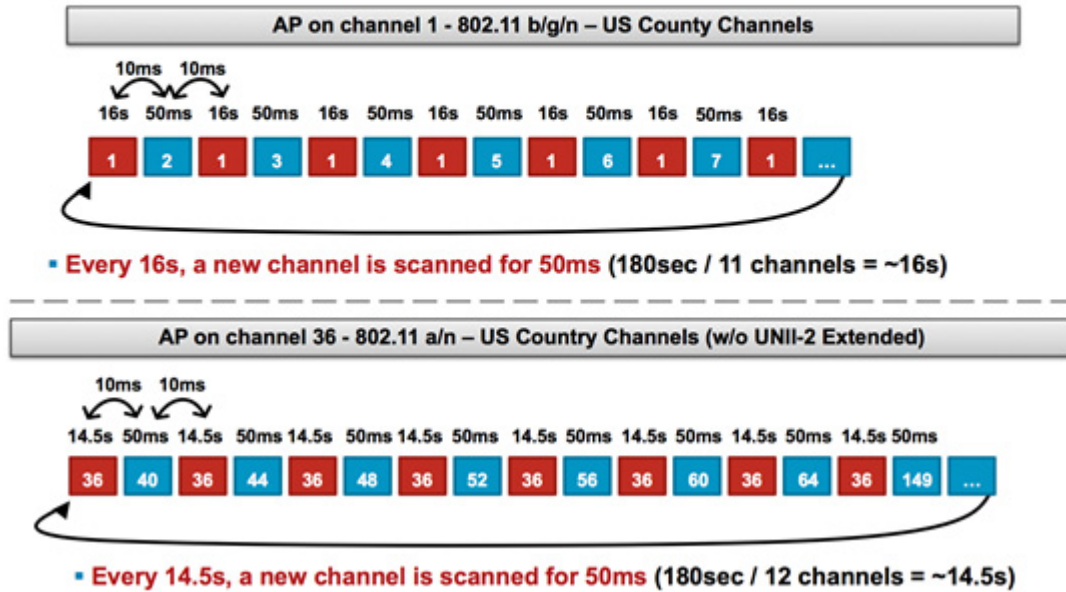 AP on channel 1 - 802.11 b/g/n – US County Channels
10ms 10ms
16s 50ms 16s 50ms 16s 50ms 16s 50ms 16s 50ms 16s 50ms 16s
1 2 1 3 1 4 1 5 1 6 1 7 1 ...
▪ Every 16s, a new channel is scanned for 50ms (180sec / 11 channels = ~16s)
AP on channel 36 - 802.11 a/n – US Country Channels (w/o UNII-2 Extended)
10ms 10ms
14.5s 50ms 14.5s 50ms 14.5s 50ms 14.5s 50ms 14.5s 50ms 14.5s 50ms 14.5s 50ms 14.5s 50ms
36 40 36 44 36 48 36 52 36 56 36 60 36 64 36 149 ...
▪ Every 14.5s, a new channel is scanned for 50ms (180sec / 12 channels = ~14.5s)